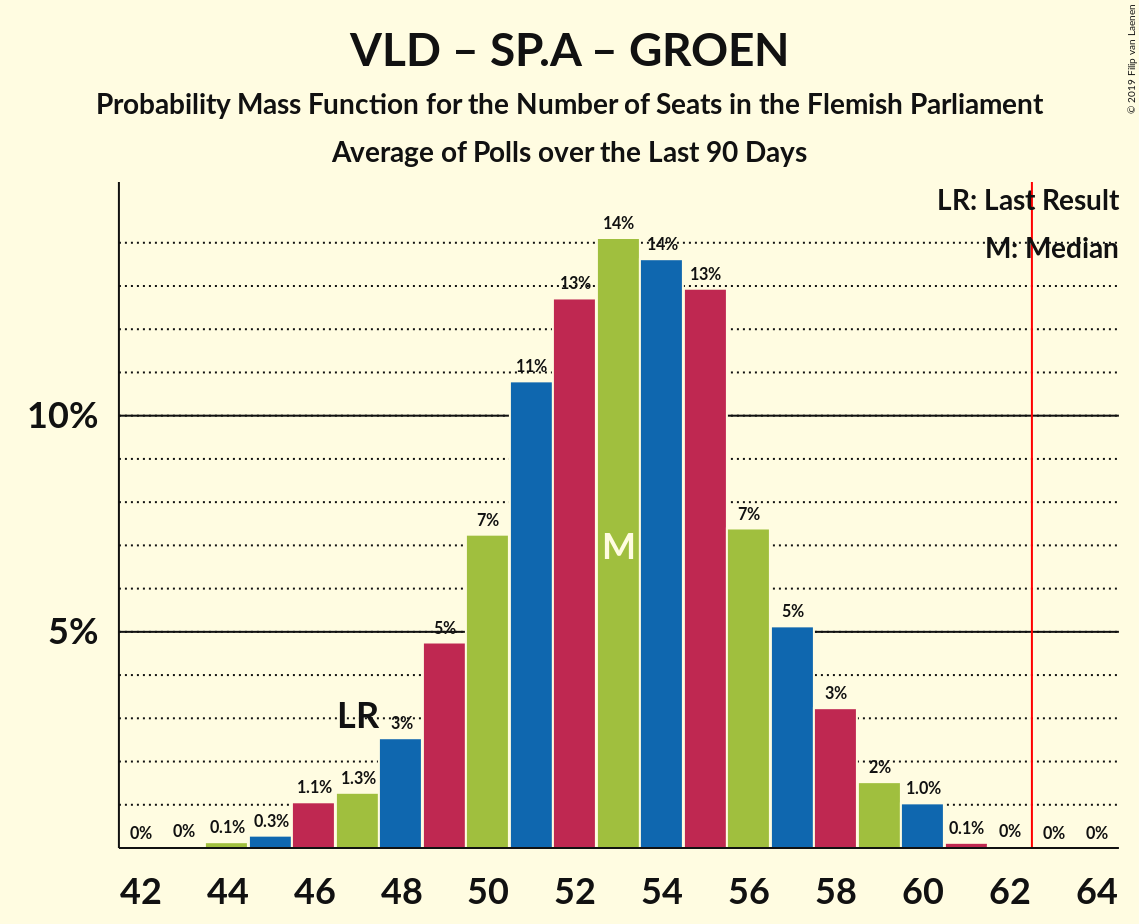 VLD – SP.A – GROEN
Probability Mass Function for the Number of Seats in the Flemish Parliament
Average of Polls over the Last 90 Days
© 2019 Filip van Laenen
LR: Last Result
M: Median
14%
14%
13%
13%
11%
10%
7%
7%
M
5%
5%
5%
LR
3%
3%
2%
1.3%
1.1%
1.0%
0.3%
0.1%
0.1%
0%
0%
0%
0%
0%
42 44 46 48 50 52 54 56 58 60 62 64